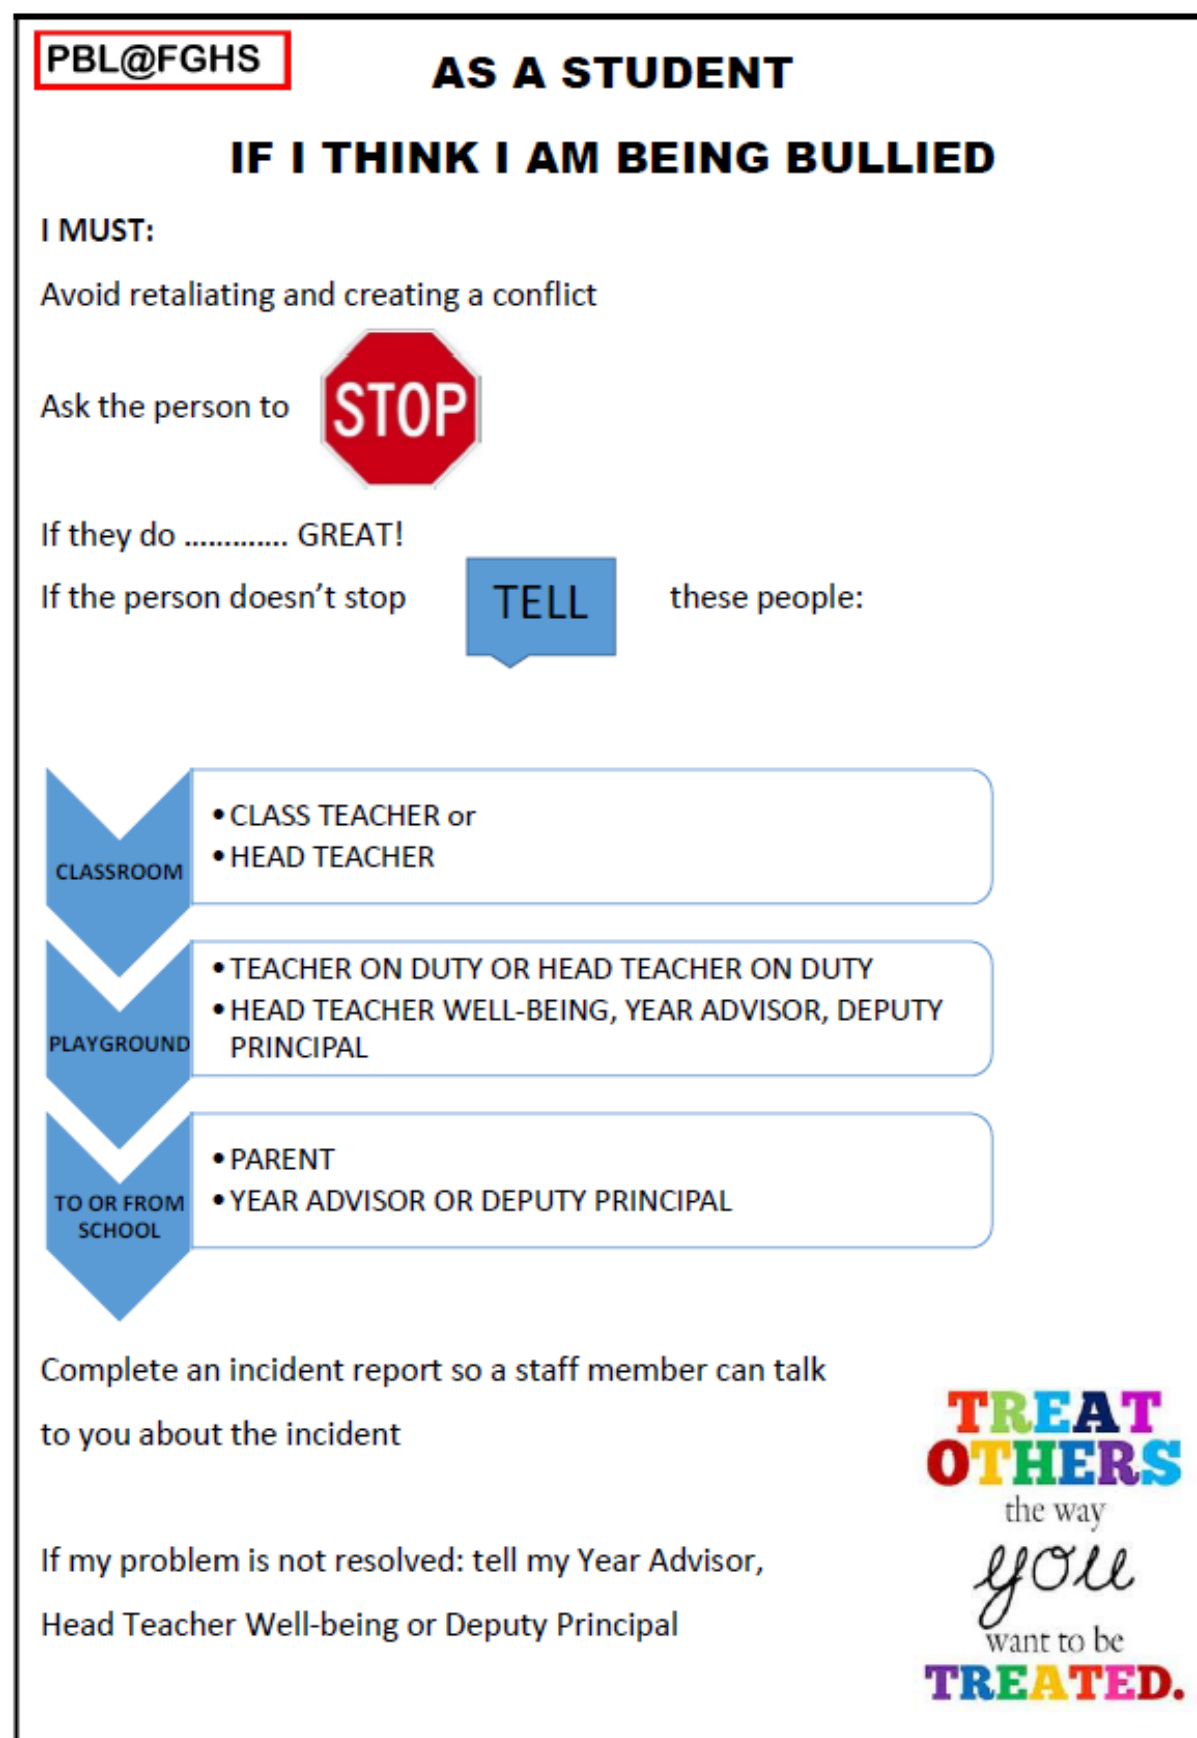 PBL@FGHS
AS A STUDENT
IF I THINK I AM BEING BULLIED
I MUST:
Avoid retaliating and creating a conflict
Ask the person to STOP
If they do ............. GREAT!
If the person doesn't stop TELL these people:
CLASSROOM
•CLASS TEACHER or
•HEAD TEACHER
PLAYGROUND
•TEACHER ON DUTY OR HEAD TEACHER ON DUTY
•HEAD TEACHER WELL-BEING, YEAR ADVISOR, DEPUTY
PRINCIPAL
TO OR FROM
SCHOOL
•PARENT
•YEAR ADVISOR OR DEPUTY PRINCIPAL
Complete an incident report so a staff member can talk
to you about the incident
If my problem is not resolved: tell my Year Advisor,
Head Teacher Well-being or Deputy Principal
TREAT
OTHERS
the way
you
want to be
TREATED.